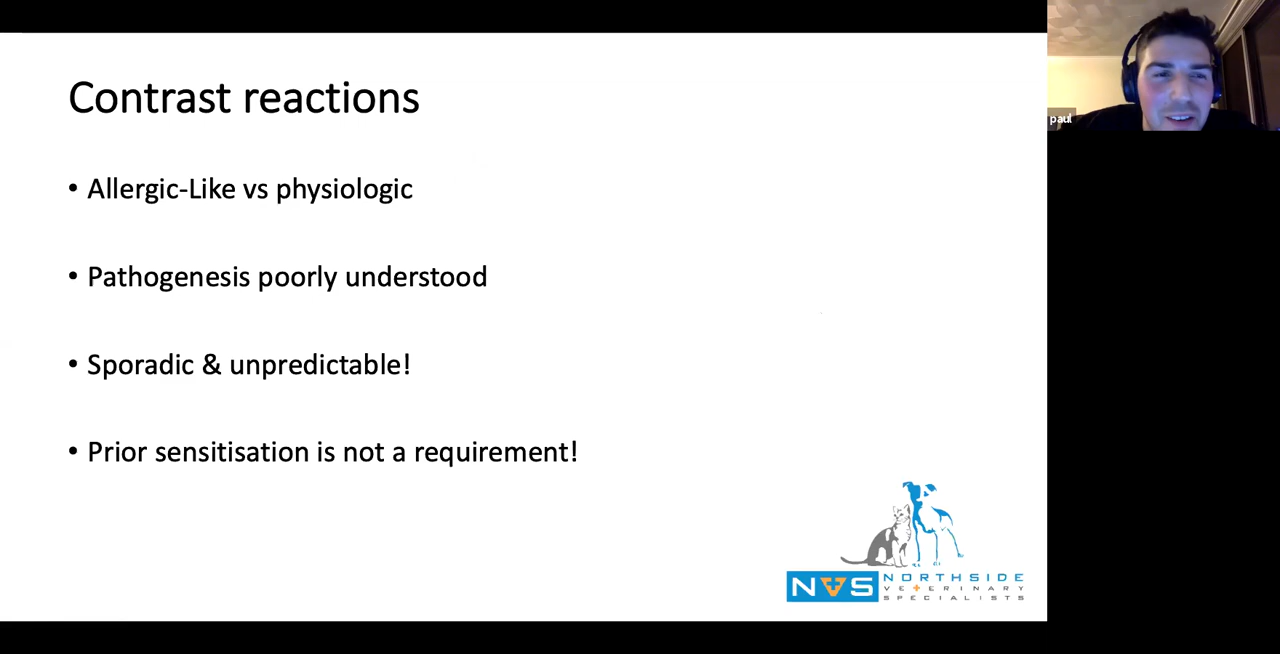 Contrast reactions
• Allergic-Like vs physiologic
• Pathogenesis poorly understood
• Sporadic & unpredictable!
• Prior sensitisation is not a requirement!
paul
NVS NORTHSIDE
VETERINARY
SPECIALISTS